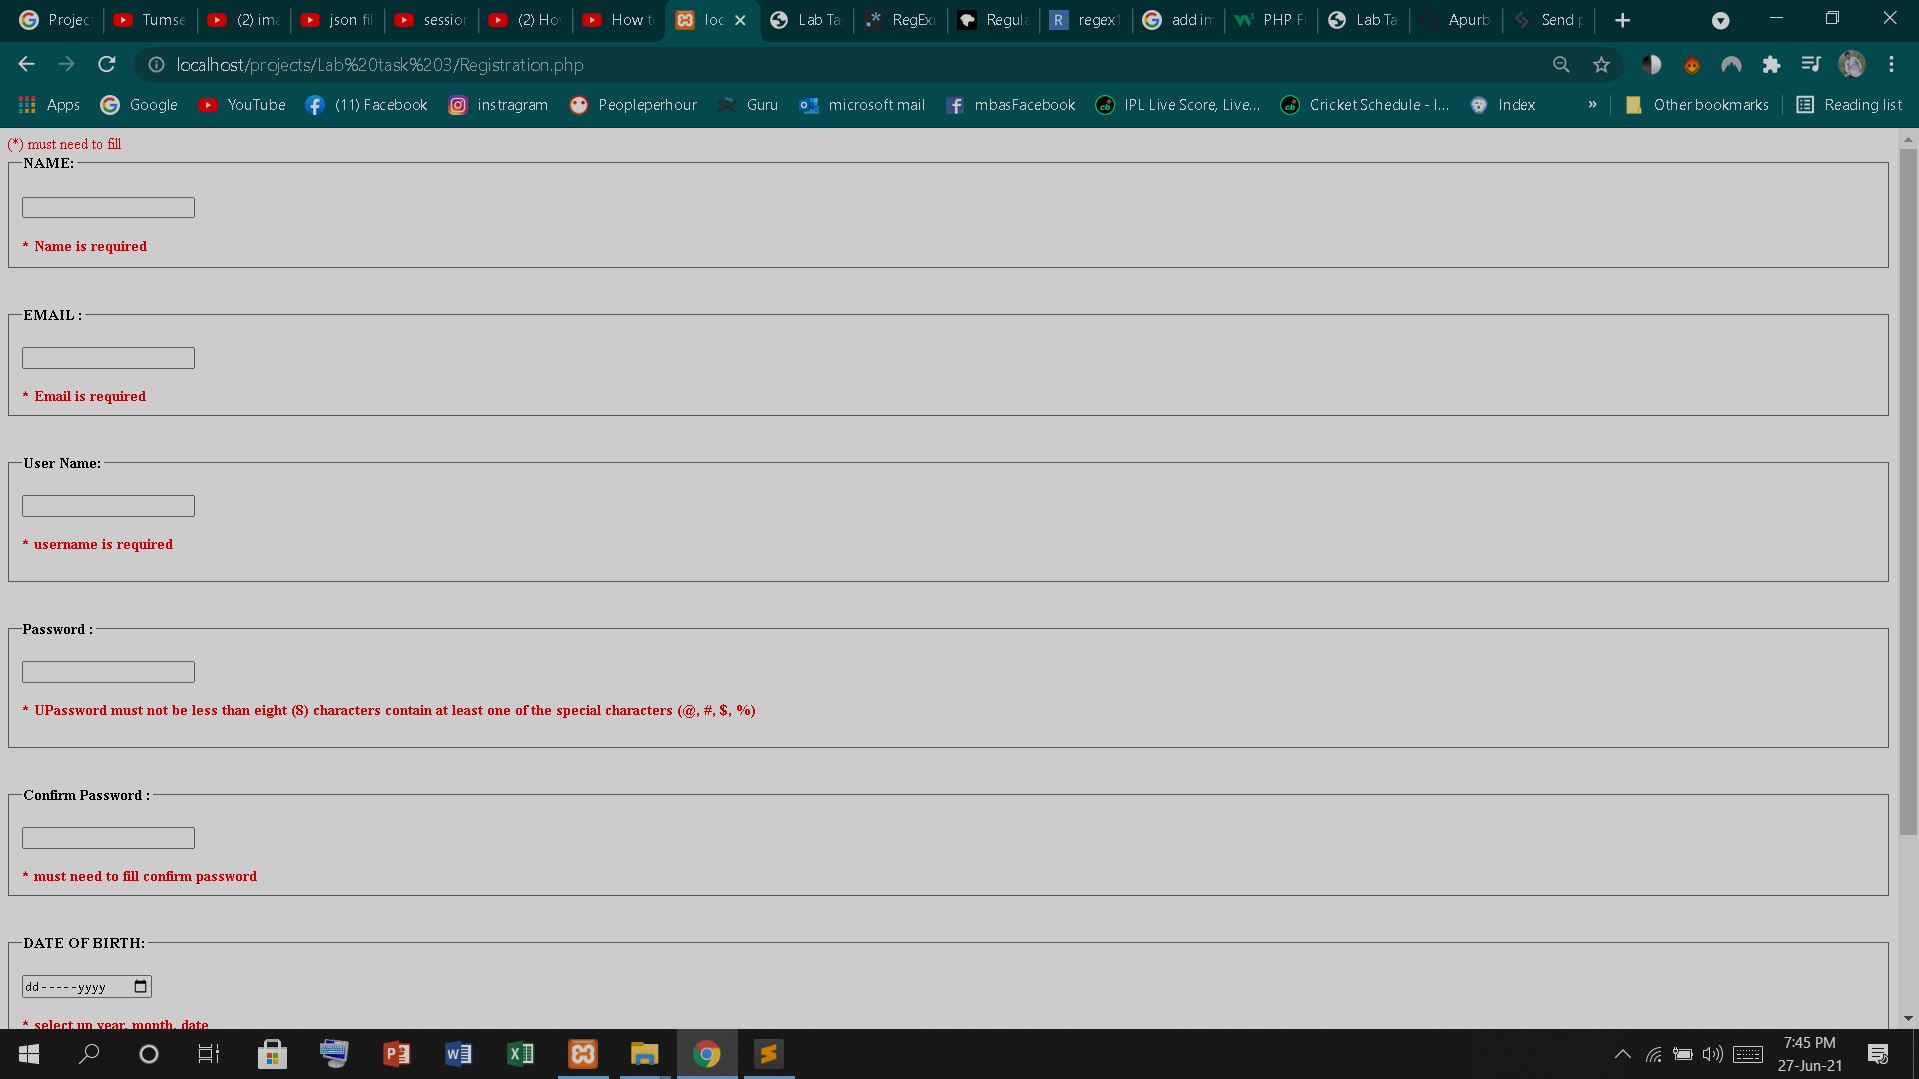 Projec Tumse (2) ima json fil session (2) Ho How t loc Lab Ta RegEx Regula regex1 add im PHP F Lab Ta Apurb Send p
localhost/projects/Lab%20task%203/Registration.php
Apps Google YouTube (11) Facebook instragram Peopleperhour Guru microsoft mail mbasFacebook IPL Live Score, Live... Cricket Schedule - I... Index » Other bookmarks Reading list
(*) must need to fill
NAME:
* Name is required
EMAIL :
* Email is required
User Name:
* username is required
Password :
* UPassword must not be less than eight (8) characters contain at least one of the special characters (@, #, $, %)
Confirm Password :
* must need to fill confirm password
DATE OF BIRTH:
dd-----yyyy
* select up year, month, date
7:45 PM
27-Jun-21